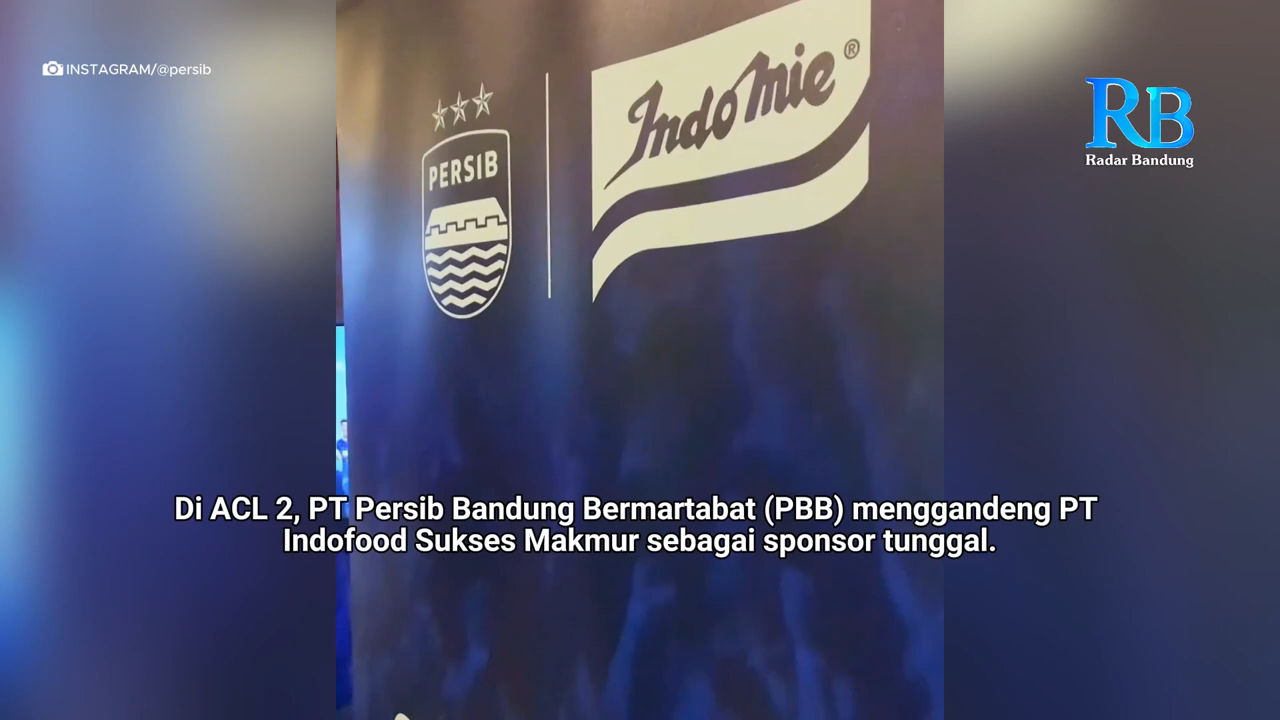 INSTAGRAM/@persib
PERSIB
Indomie®
RB
Radar Bandung
Di ACL 2, PT Persib Bandung Bermartabat (PBB) menggandeng PT
Indofood Sukses Makmur sebagai sponsor tunggal.